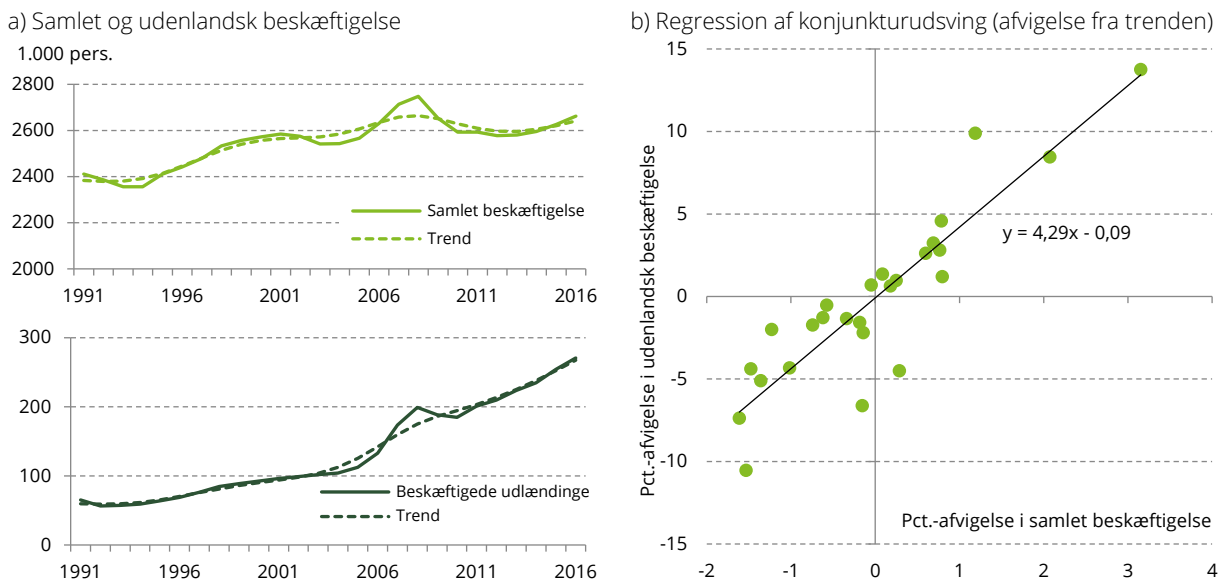 a) Samlet og udenlandsk beskæftigelse
1.000 pers.
2800
2600
2400
2200
2000
Samlet beskæftigelse
Trend
1991 1996 2001 2006 2011 2016
300
200
100
0
Beskæftigede udlændinge
Trend
1991 1996 2001 2006 2011 2016
b) Regression af konjunkturudsving (afvigelse fra trenden)
Pct.-afvigelse i udenlandsk beskæftigelse
15
10
5
0
-5
-10
-15
y = 4,29x - 0,09
Pct.-afvigelse i samlet beskæftigelse
-2 -1 0 1 2 3 4